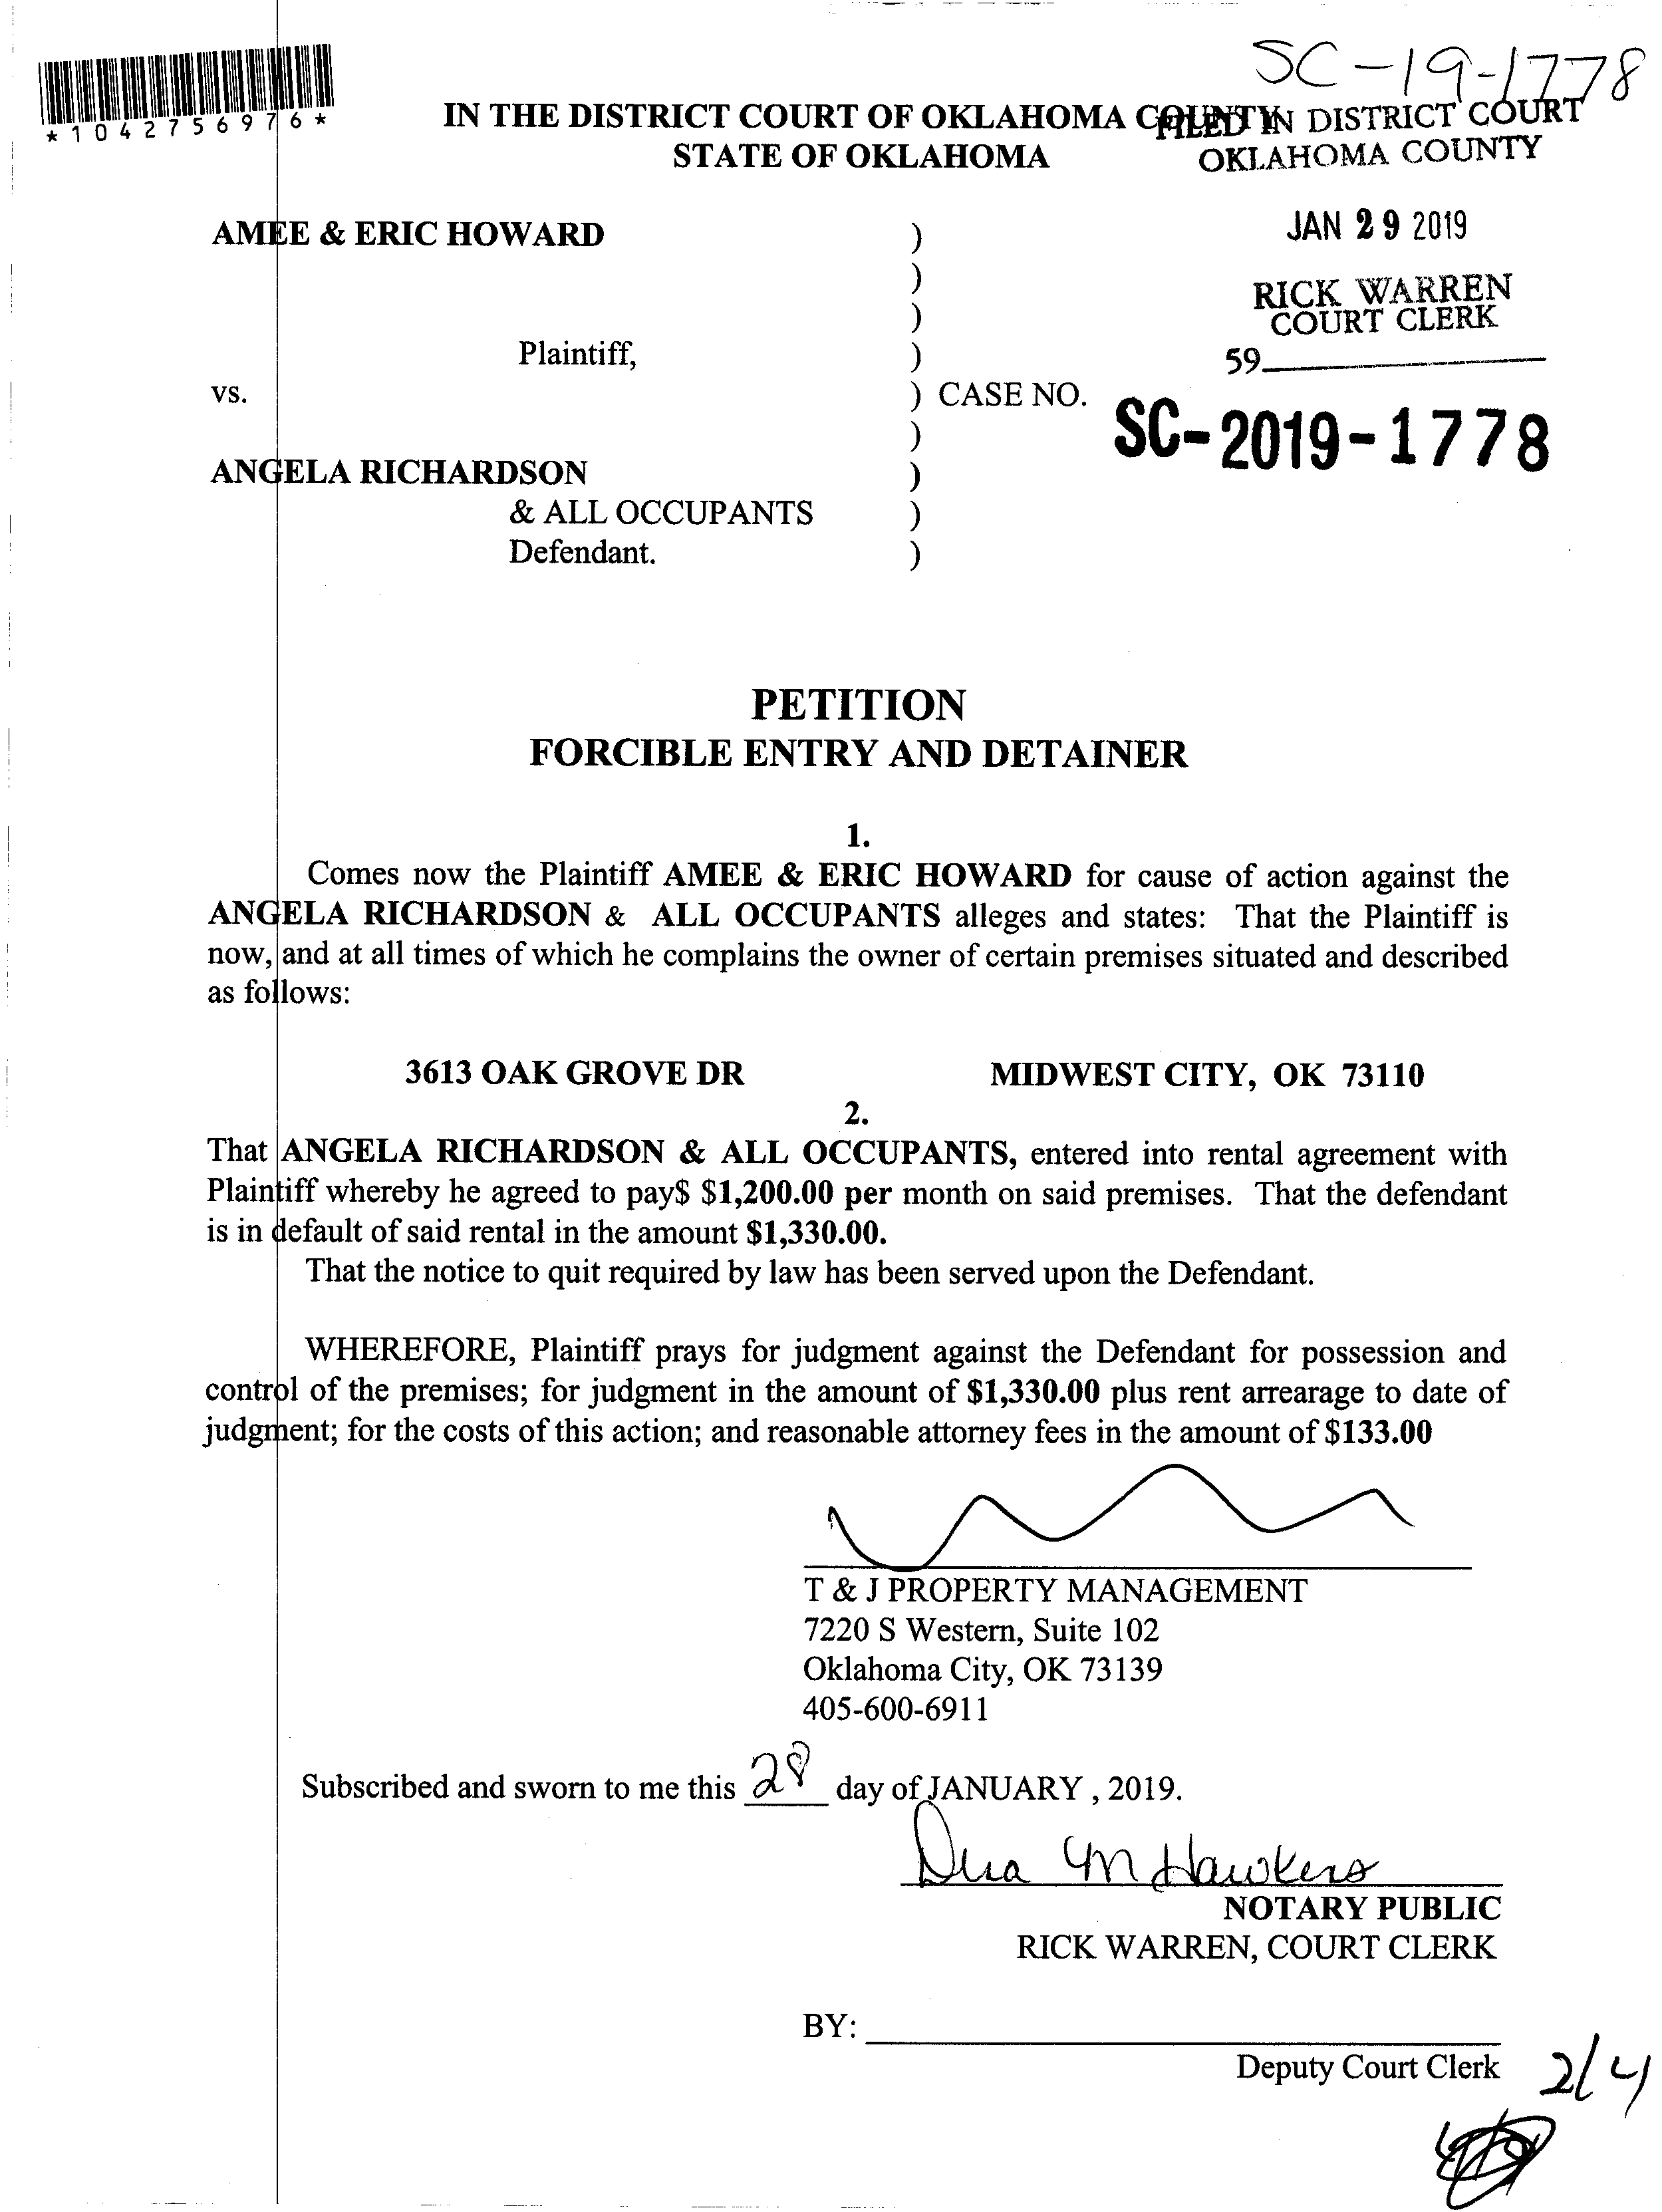 SC-19-1778
*1042756976*
IN THE DISTRICT COURT OF OKLAHOMA COUNTY
FILED IN DISTRICT COURT
STATE OF OKLAHOMA
OKLAHOMA COUNTY
AMEE & ERIC HOWARD )
JAN 29 2019
)
RICK WARREN
)
COURT CLERK
Plaintiff, )
59
vs. ) CASE NO.
SC-2019-1778
)
ANGELA RICHARDSON )
& ALL OCCUPANTS )
Defendant. )
PETITION
FORCIBLE ENTRY AND DETAINER
1.
Comes now the Plaintiff AMEE & ERIC HOWARD for cause of action against the
ANGELA RICHARDSON & ALL OCCUPANTS alleges and states: That the Plaintiff is
now, and at all times of which he complains the owner of certain premises situated and described
as follows:
3613 OAK GROVE DR MIDWEST CITY, OK 73110
2.
That ANGELA RICHARDSON & ALL OCCUPANTS, entered into rental agreement with
Plaintiff whereby he agreed to pay$ $1,200.00 per month on said premises. That the defendant
is in default of said rental in the amount $1,330.00.
That the notice to quit required by law has been served upon the Defendant.
WHEREFORE, Plaintiff prays for judgment against the Defendant for possession and
control of the premises; for judgment in the amount of $1,330.00 plus rent arrearage to date of
judgment; for the costs of this action; and reasonable attorney fees in the amount of $133.00
T & J PROPERTY MANAGEMENT
7220 S Western, Suite 102
Oklahoma City, OK 73139
405-600-6911
Subscribed and sworn to me this 28 day of JANUARY , 2019.
M Hawkins
NOTARY PUBLIC
RICK WARREN, COURT CLERK
BY:
Deputy Court Clerk
2/4